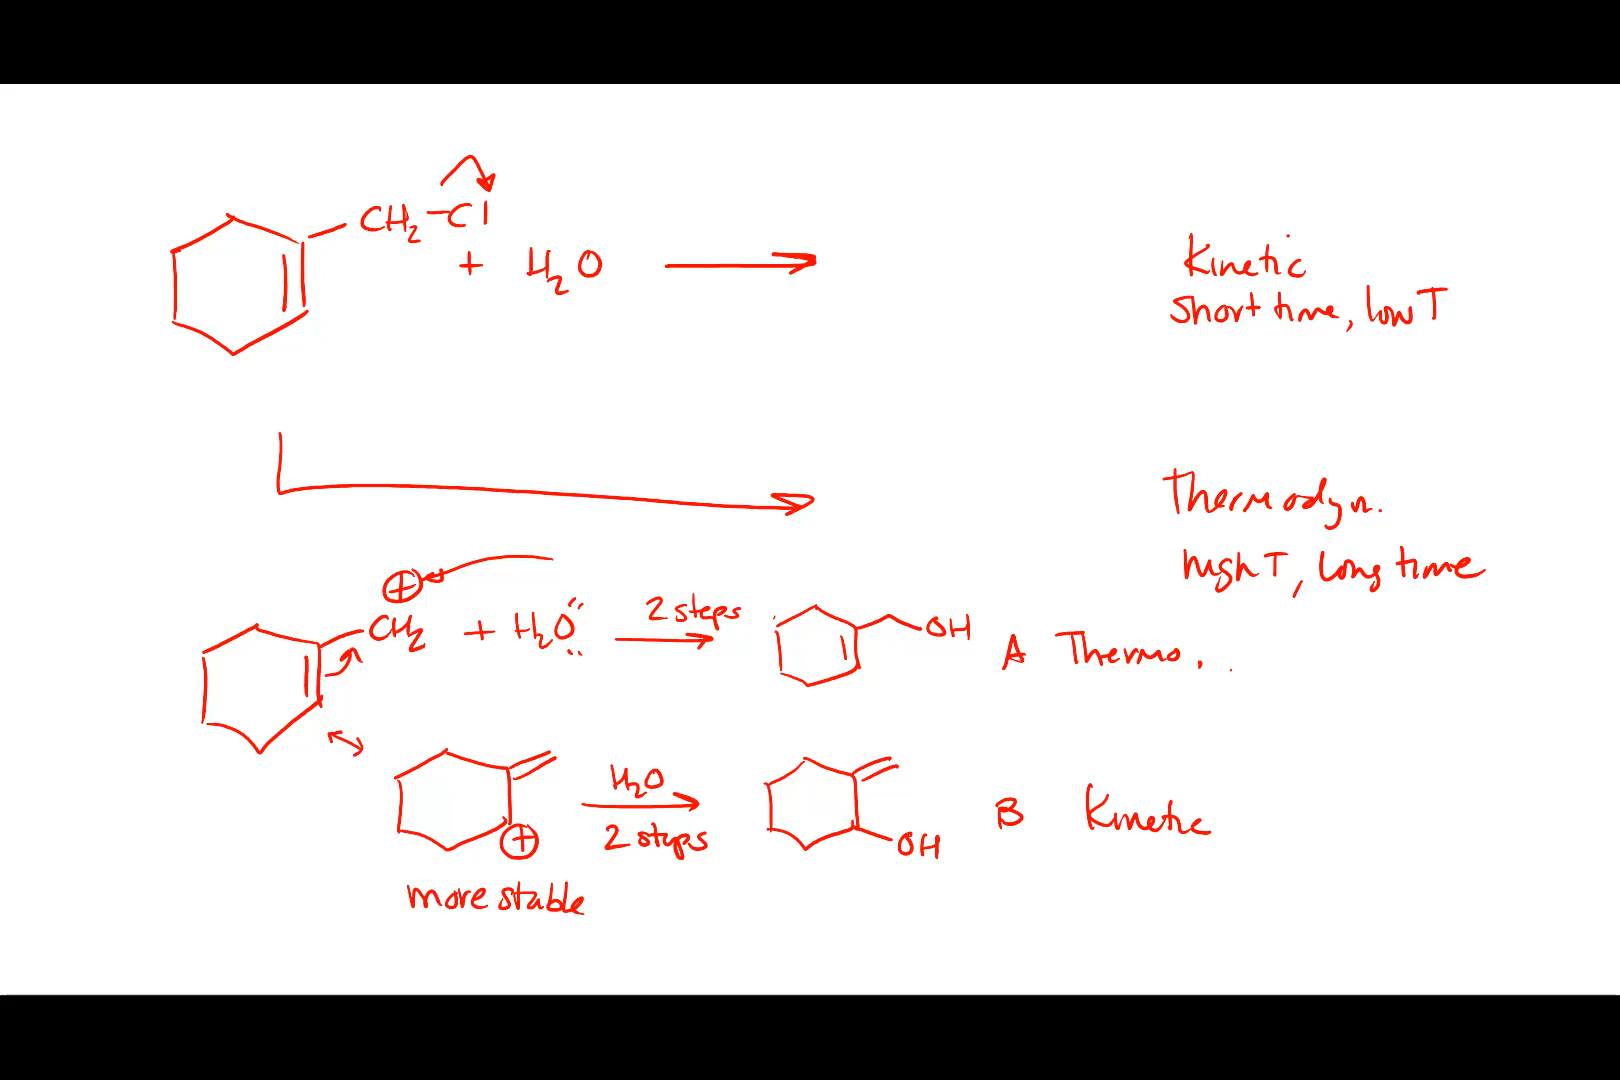 CH₂-Cl
+ H₂O
Kinetic
short time, low T
Thermodyn.
high T, long time
+
CH₂ + H₂O 2 steps OH A Thermo.
H₂O
+ 2 steps OH B Kinetic
more stable